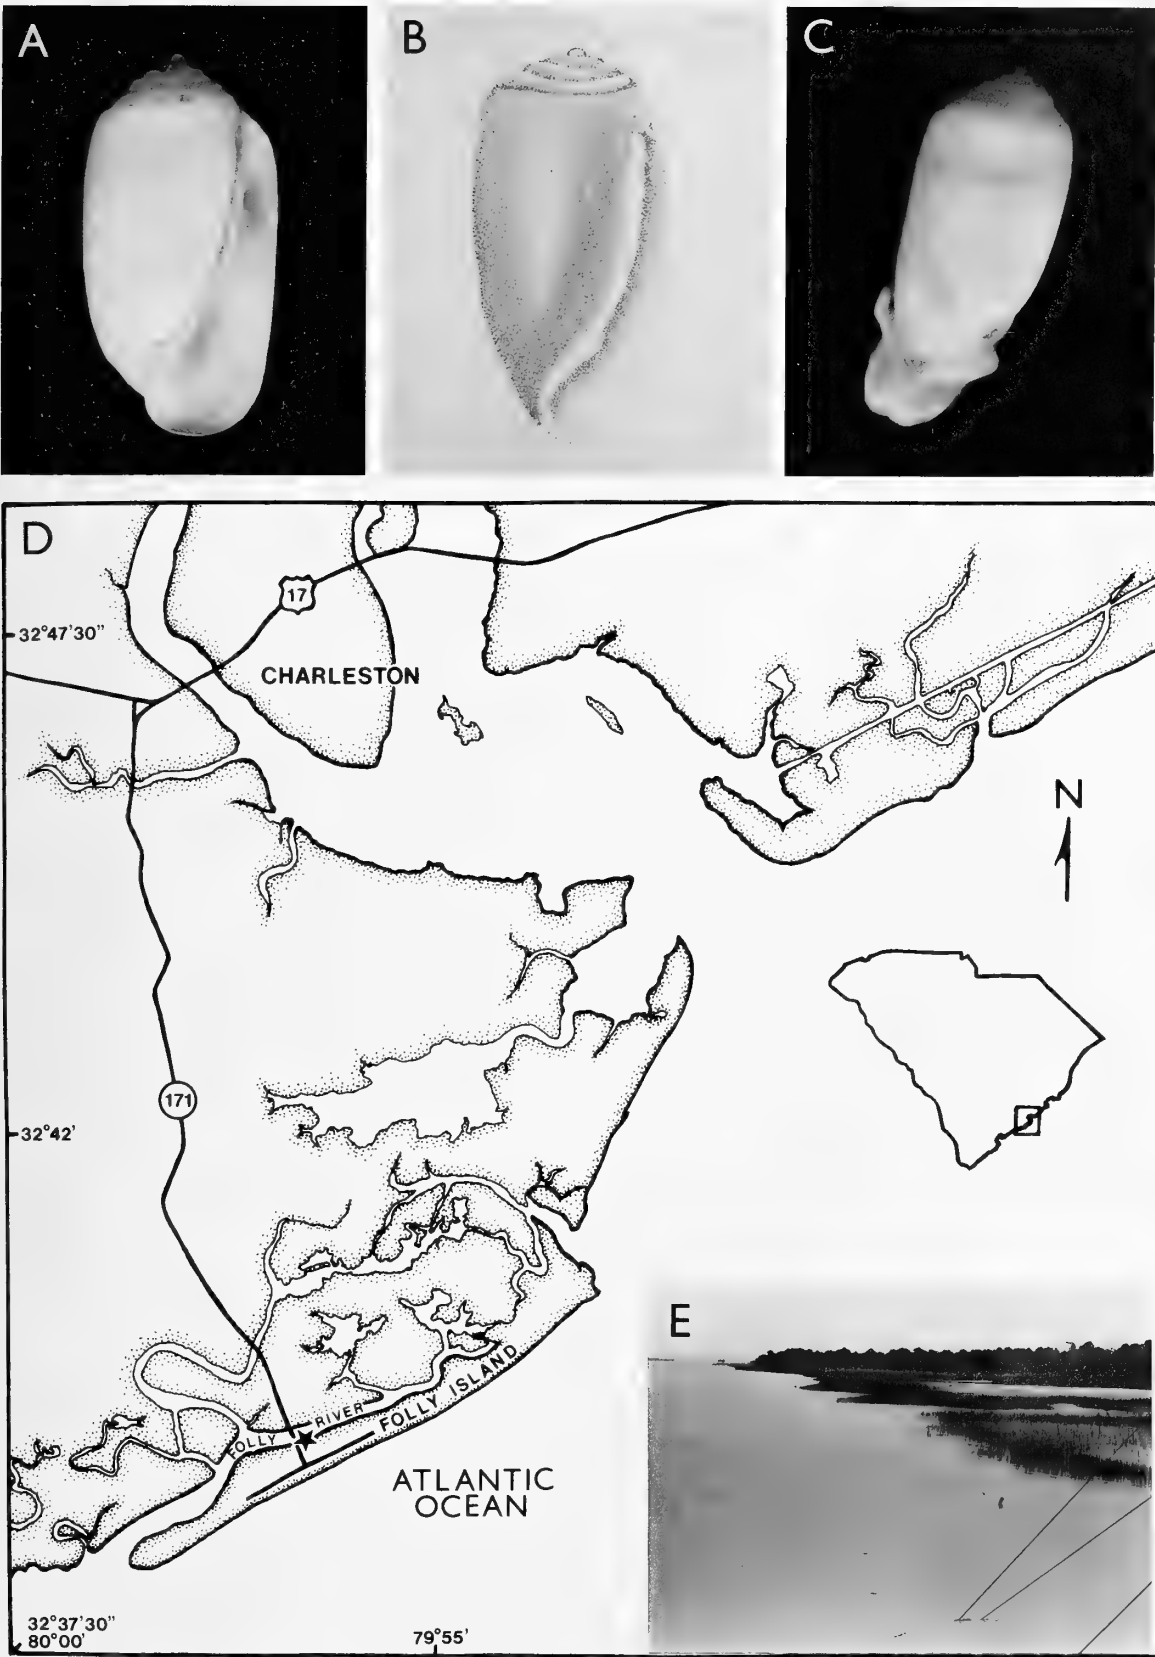 A
B
C
D
17
32°47'30"
CHARLESTON
N
171
32°42'
E
RIVER
FOLLY ISLAND
FOLLY
ATLANTIC
OCEAN
32°37'30"
80°00'
79°55'